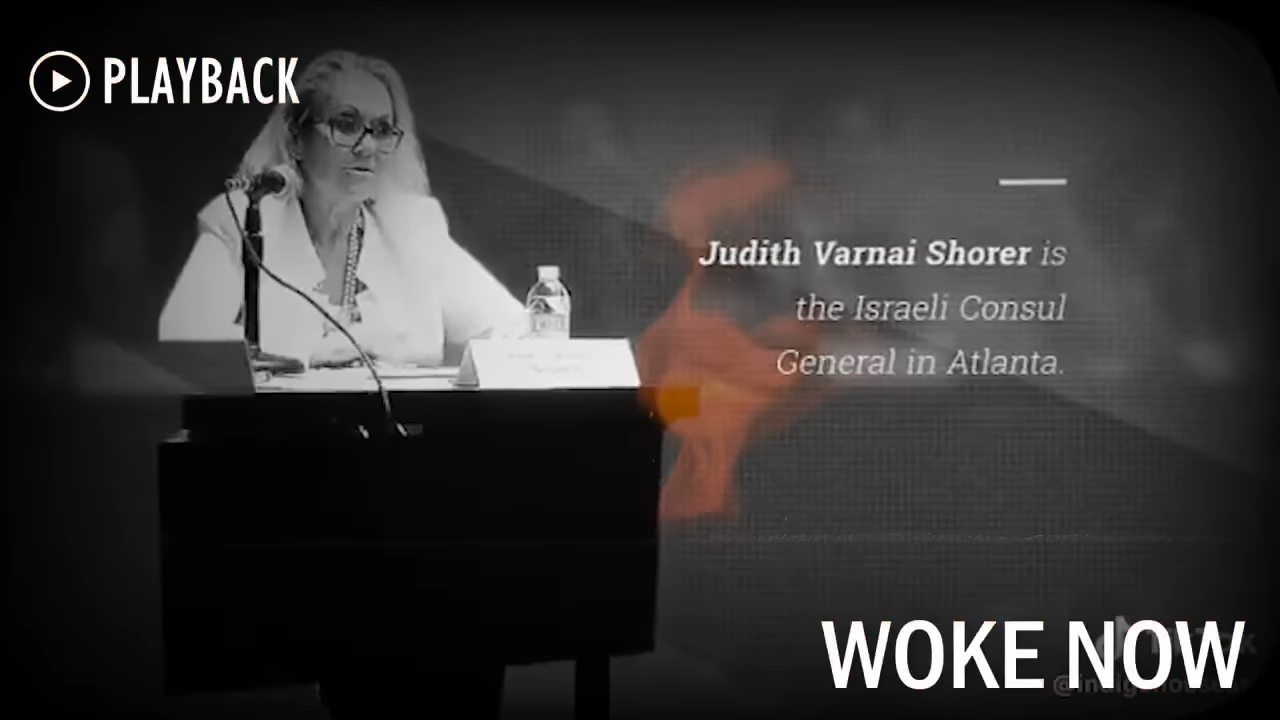 PLAYBACK
Judith Varnai Shorer is
the Israeli Consul
General in Atlanta.
WOKE NOW